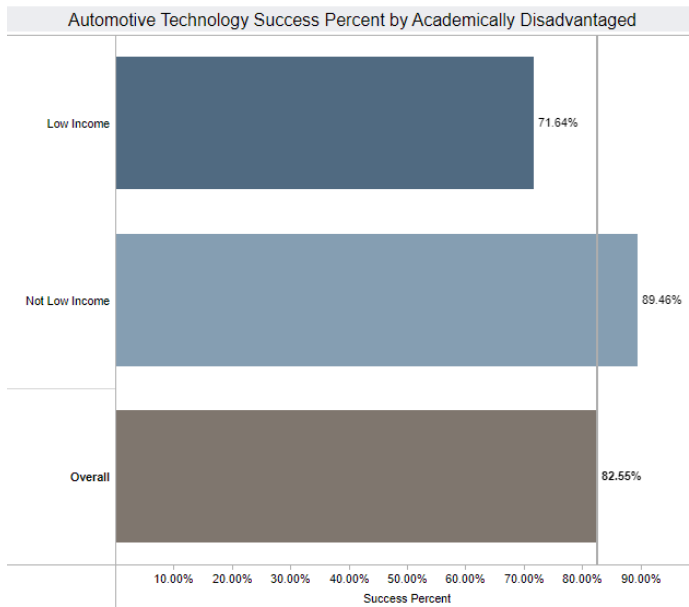 Automotive Technology Success Percent by Academically Disadvantaged
Low Income
71.64%
Not Low Income
89.46%
Overall
82.55%
10.00% 20.00% 30.00% 40.00% 50.00% 60.00% 70.00% 80.00% 90.00%
Success Percent